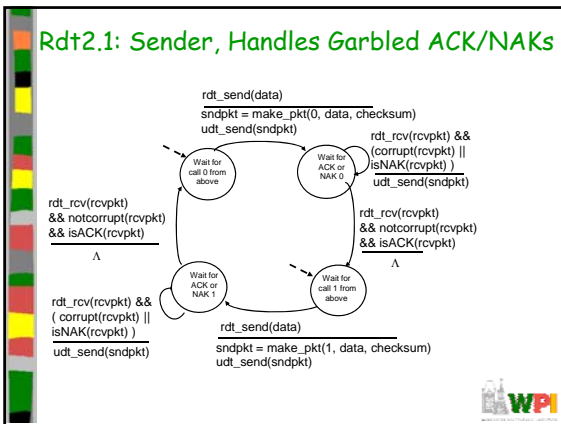 Rdt2.1: Sender, Handles Garbled ACK/NAKs
rdt_send(data)
sndpkt = make_pkt(0, data, checksum)
udt_send(sndpkt)
Wait for
call 0 from
above
Wait for
ACK or
NAK 0
rdt_rcv(rcvpkt) &&
(corrupt(rcvpkt) ||
isNAK(rcvpkt) )
udt_send(sndpkt)
rdt_rcv(rcvpkt)
&& notcorrupt(rcvpkt)
&& isACK(rcvpkt)
Λ
rdt_rcv(rcvpkt)
&& notcorrupt(rcvpkt)
&& isACK(rcvpkt)
Λ
Wait for
ACK or
NAK 1
Wait for
call 1 from
above
rdt_rcv(rcvpkt) &&
( corrupt(rcvpkt) ||
isNAK(rcvpkt) )
udt_send(sndpkt)
rdt_send(data)
sndpkt = make_pkt(1, data, checksum)
udt_send(sndpkt)
WPI